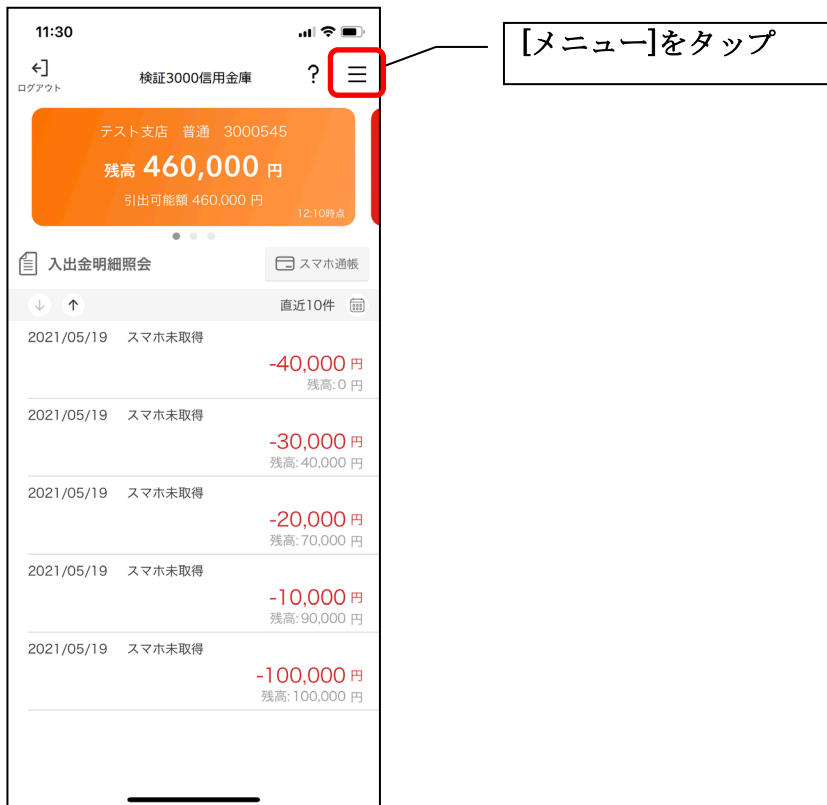 11:30
ログアウト
検証3000信用金庫
?
[メニュー]をタップ
テスト支店 普通 3000545
残高 460,000 円
引出可能額 460,000 円
12:10時点
入出金明細照会
スマホ通帳
↓ ↑ 直近10件
2021/05/19 スマホ未取得
-40,000 円
残高:0 円
2021/05/19 スマホ未取得
-30,000 円
残高:40,000 円
2021/05/19 スマホ未取得
-20,000 円
残高:70,000 円
2021/05/19 スマホ未取得
-10,000 円
残高:90,000 円
2021/05/19 スマホ未取得
-100,000 円
残高:100,000 円